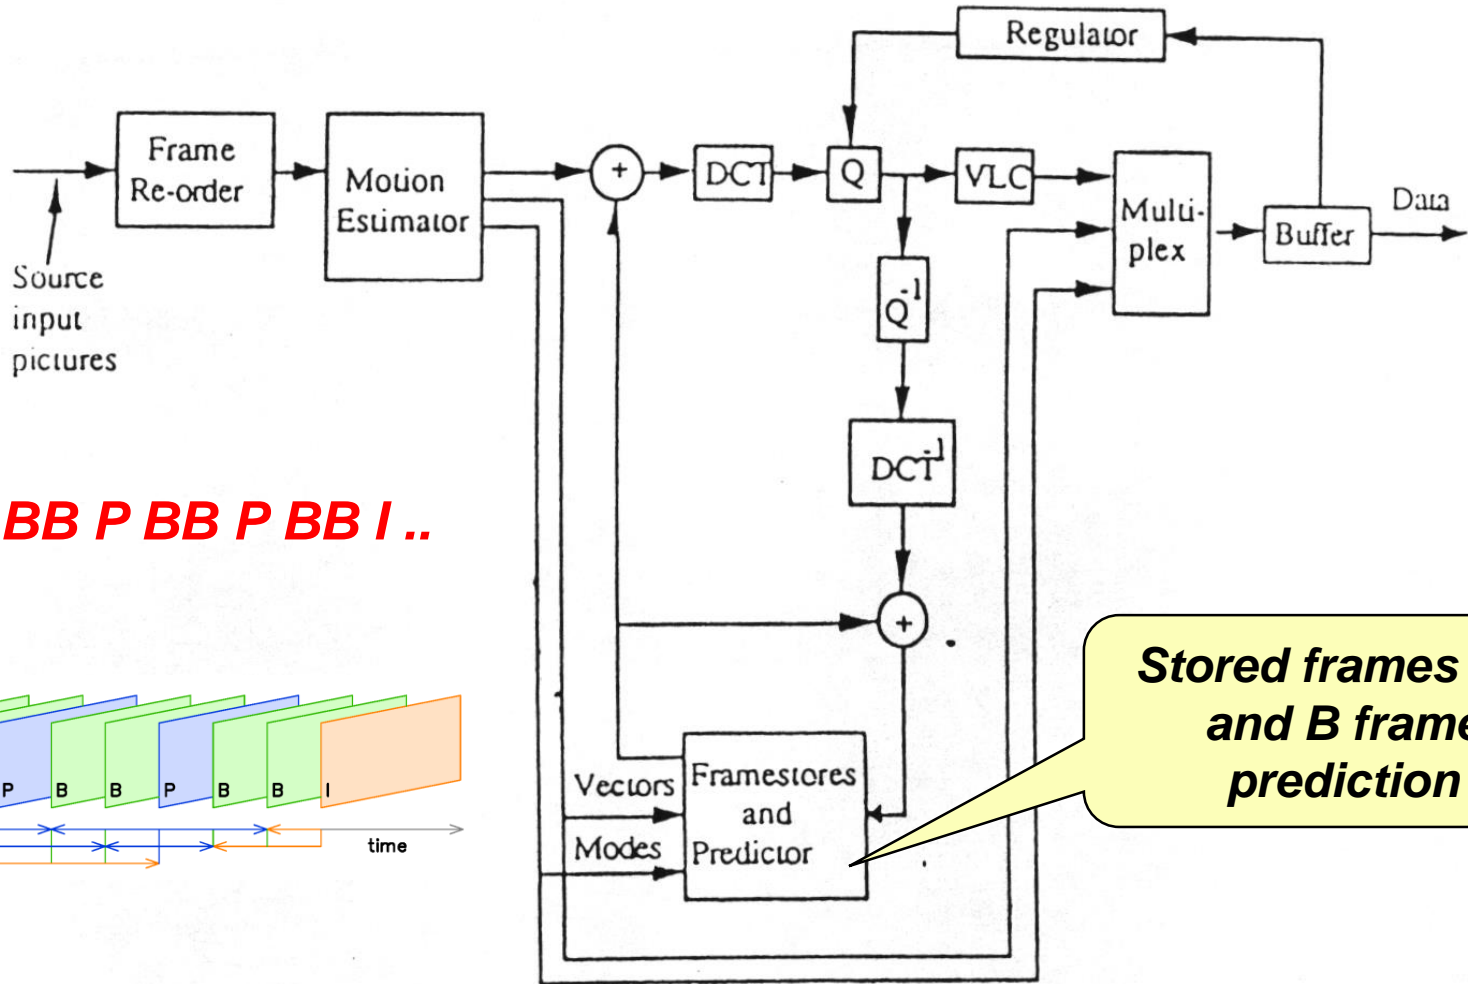 Regulator
Frame
Re-order
Motion
Estimator
+
DCT
Q
VLC
Multi-
plex
Buffer
Data
Source
input
pictures
Q-1
DCT-1
BB P BB P BB I ..
+
Stored frames
and B frame
prediction
P B B P B B I
time
Vectors
Modes
Framestores
and
Predictor